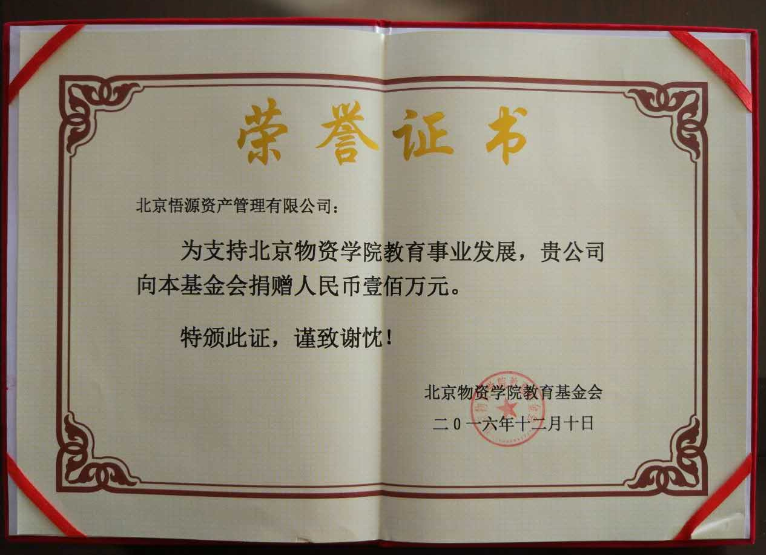 荣誉证书
北京悟源资产管理有限公司：
为支持北京物资学院教育事业发展，贵公司
向本基金会捐赠人民币壹佰万元。
特颁此证，谨致谢忱！
北京物资学院教育基金会
二0一六年十二月十日